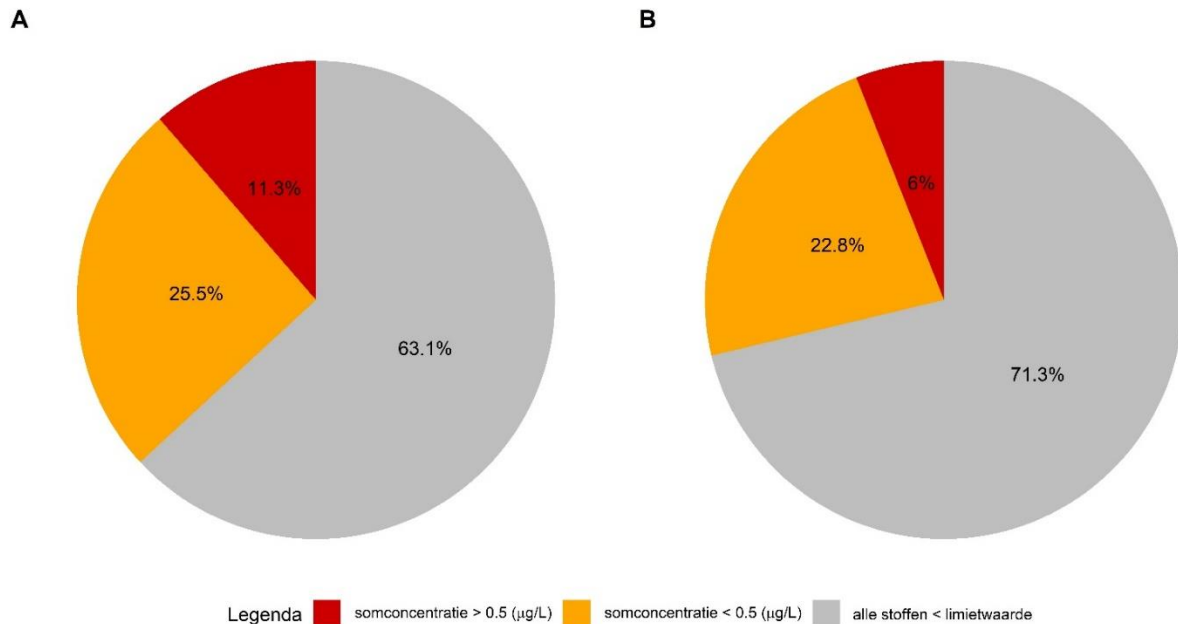 A
B
11.3%
6%
25.5%
22.8%
63.1%
71.3%
Legenda somconcentratie > 0.5 (µg/L) somconcentratie < 0.5 (µg/L) alle stoffen < limietwaarde